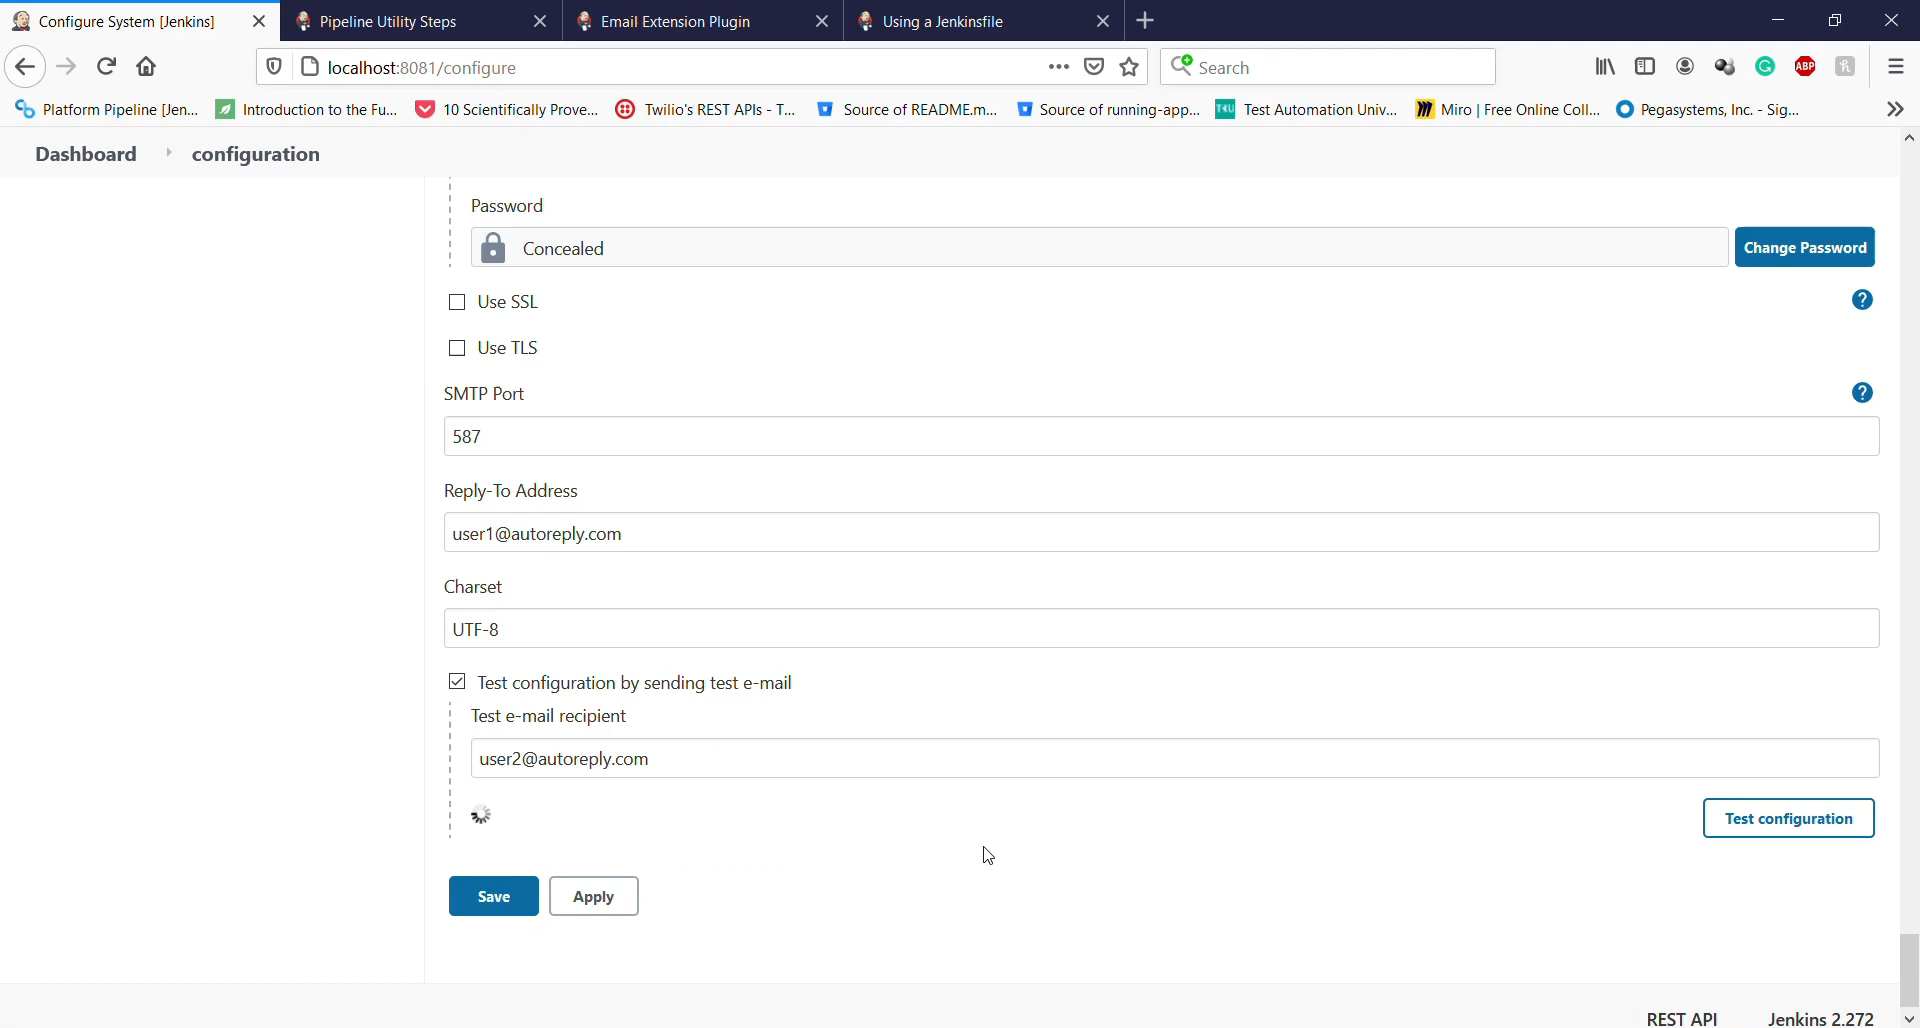 Configure System [Jenkins]
Pipeline Utility Steps
Email Extension Plugin
Using a Jenkinsfile
localhost:8081/configure
Search
ABP
Platform Pipeline [Jen...
Introduction to the Fu...
10 Scientifically Prove...
Twilio's REST APIs - T...
Source of README.m...
Source of running-app...
Test Automation Univ...
Miro | Free Online Coll...
Pegasystems, Inc. - Sig...
Dashboard
configuration
Password
Concealed
Change Password
Use SSL
?
Use TLS
SMTP Port
?
587
Reply-To Address
user1@autoreply.com
Charset
UTF-8
Test configuration by sending test e-mail
Test e-mail recipient
user2@autoreply.com
Test configuration
Save
Apply
REST API
Jenkins 2.272